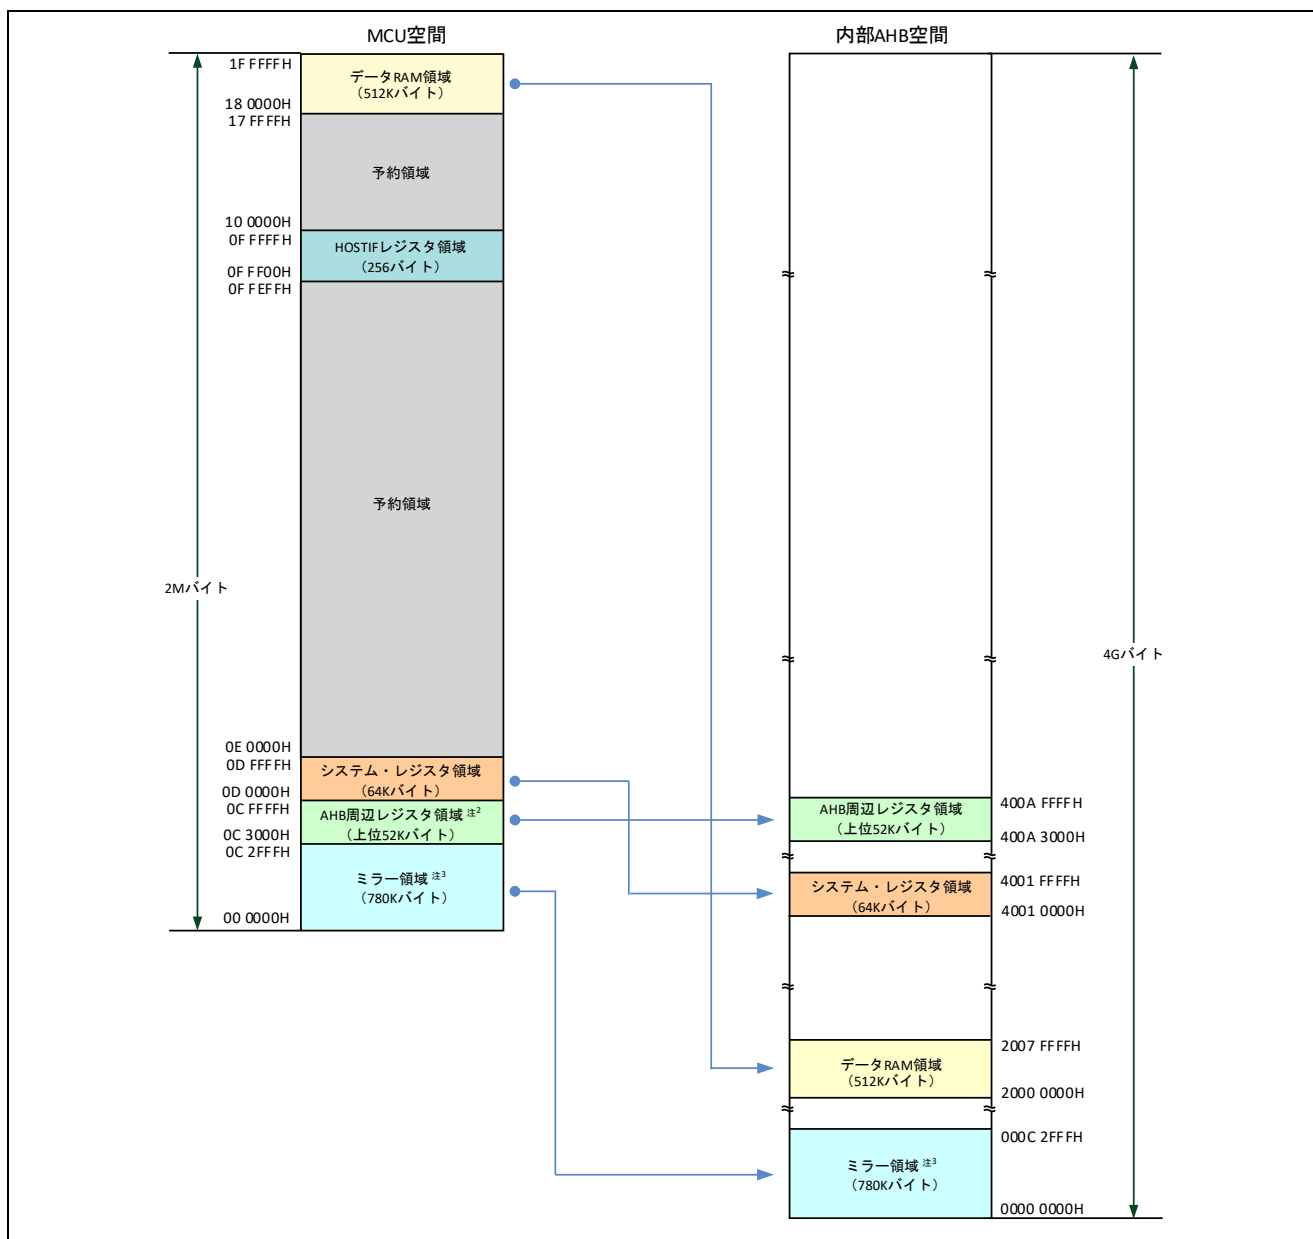 MCU空間
1F FFFFH
データRAM領域
（512Kバイト）
18 0000H
17 FFFFH
予約領域
10 0000H
0F FFFFH
HOSTIFレジスタ領域
（256バイト）
0F FF00H
0F FEFFH
予約領域
2Mバイト
0E 0000H
0D FFFFH
システム・レジスタ領域
（64Kバイト）
0D 0000H
0C FFFFH
AHB周辺レジスタ領域 注2
（上位52Kバイト）
0C 3000H
0C 2FFFH
ミラー領域 注3
（780Kバイト）
00 0000H
内部AHB空間
4Gバイト
400A FFFFH
AHB周辺レジスタ領域
（上位52Kバイト）
400A 3000H
4001 FFFFH
システム・レジスタ領域
（64Kバイト）
4001 0000H
2007 FFFFH
データRAM領域
（512Kバイト）
2000 0000H
000C 2FFFH
ミラー領域 注3
（780Kバイト）
0000 0000H